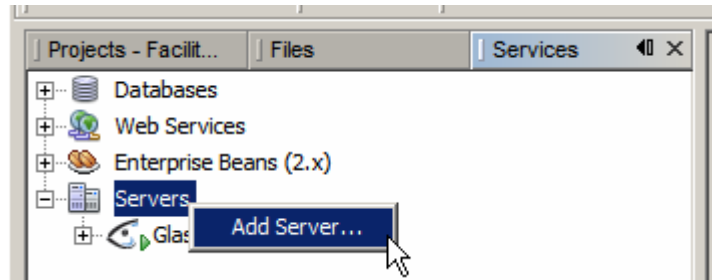 Projects - Facilit... Files Services
Databases
Web Services
Enterprise Beans (2.x)
Servers
Add Server...
Glas